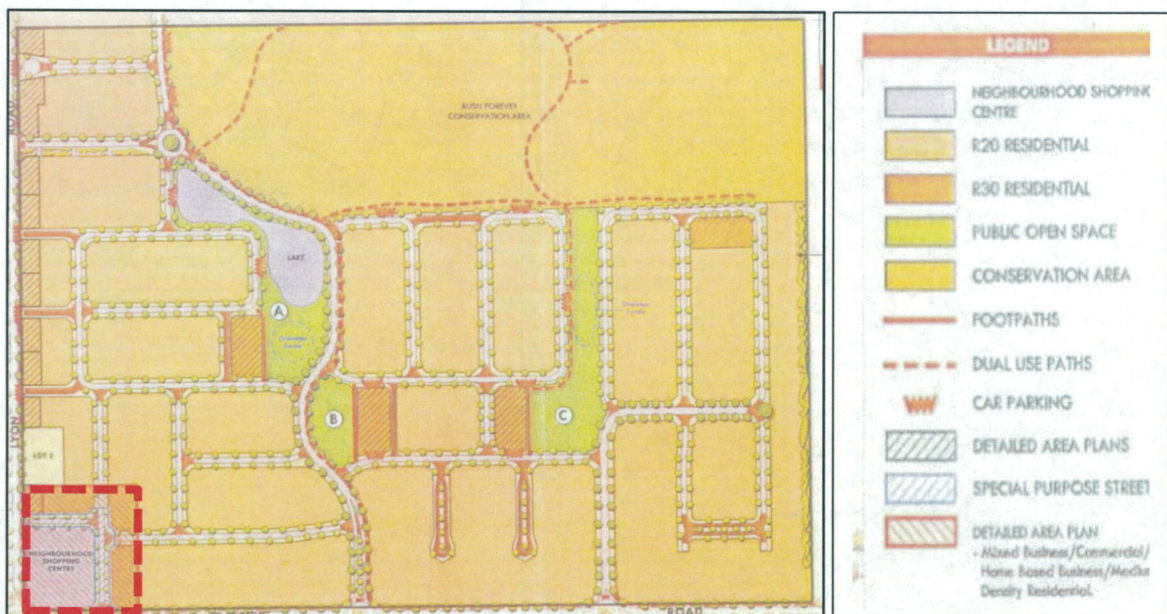 BUSH FOREVER
CONSERVATION AREA
LAKE
A
B
C
LYON
LOT 3
NEIGHBOURHOOD
SHOPPING
CENTRE
ROAD
LEGEND
NEIGHBOURHOOD SHOPPING
CENTRE
R20 RESIDENTIAL
R30 RESIDENTIAL
PUBLIC OPEN SPACE
CONSERVATION AREA
FOOTPATHS
DUAL USE PATHS
CAR PARKING
DETAILED AREA PLANS
SPECIAL PURPOSE STREET
DETAILED AREA PLAN
- Mixed Business/Commercial/
Home Based Business/Medium
Density Residential.